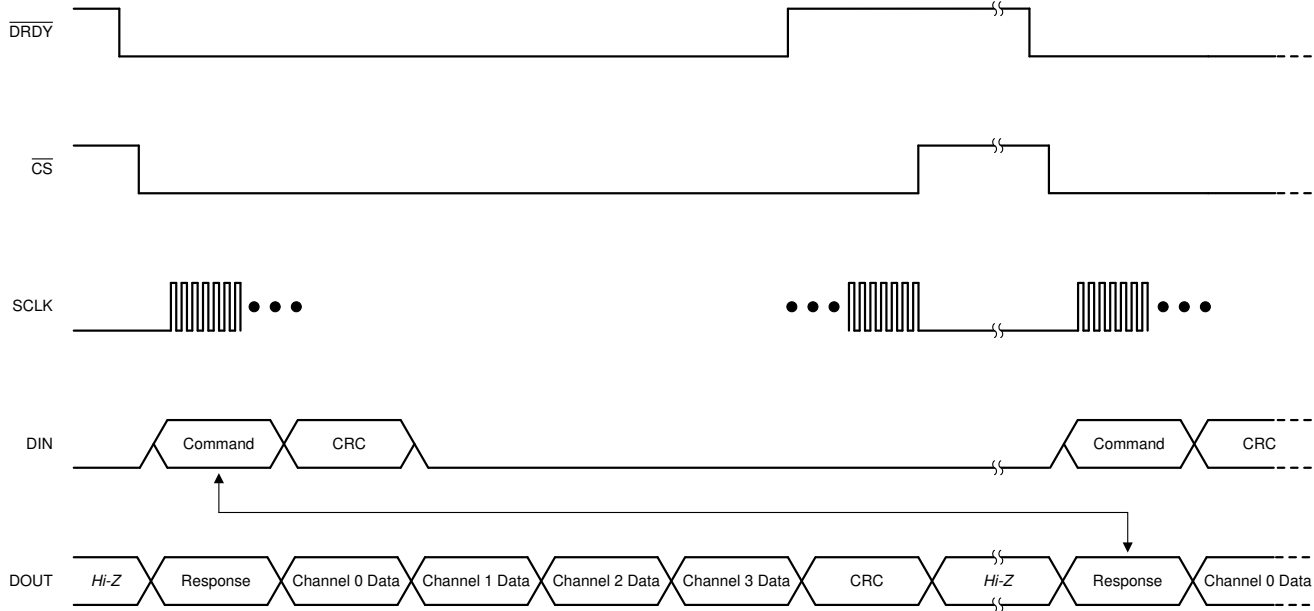 DRDY
CS
SCLK
DIN Command CRC Command CRC
DOUT Hi-Z Response Channel 0 Data Channel 1 Data Channel 2 Data Channel 3 Data CRC Hi-Z Response Channel 0 Data